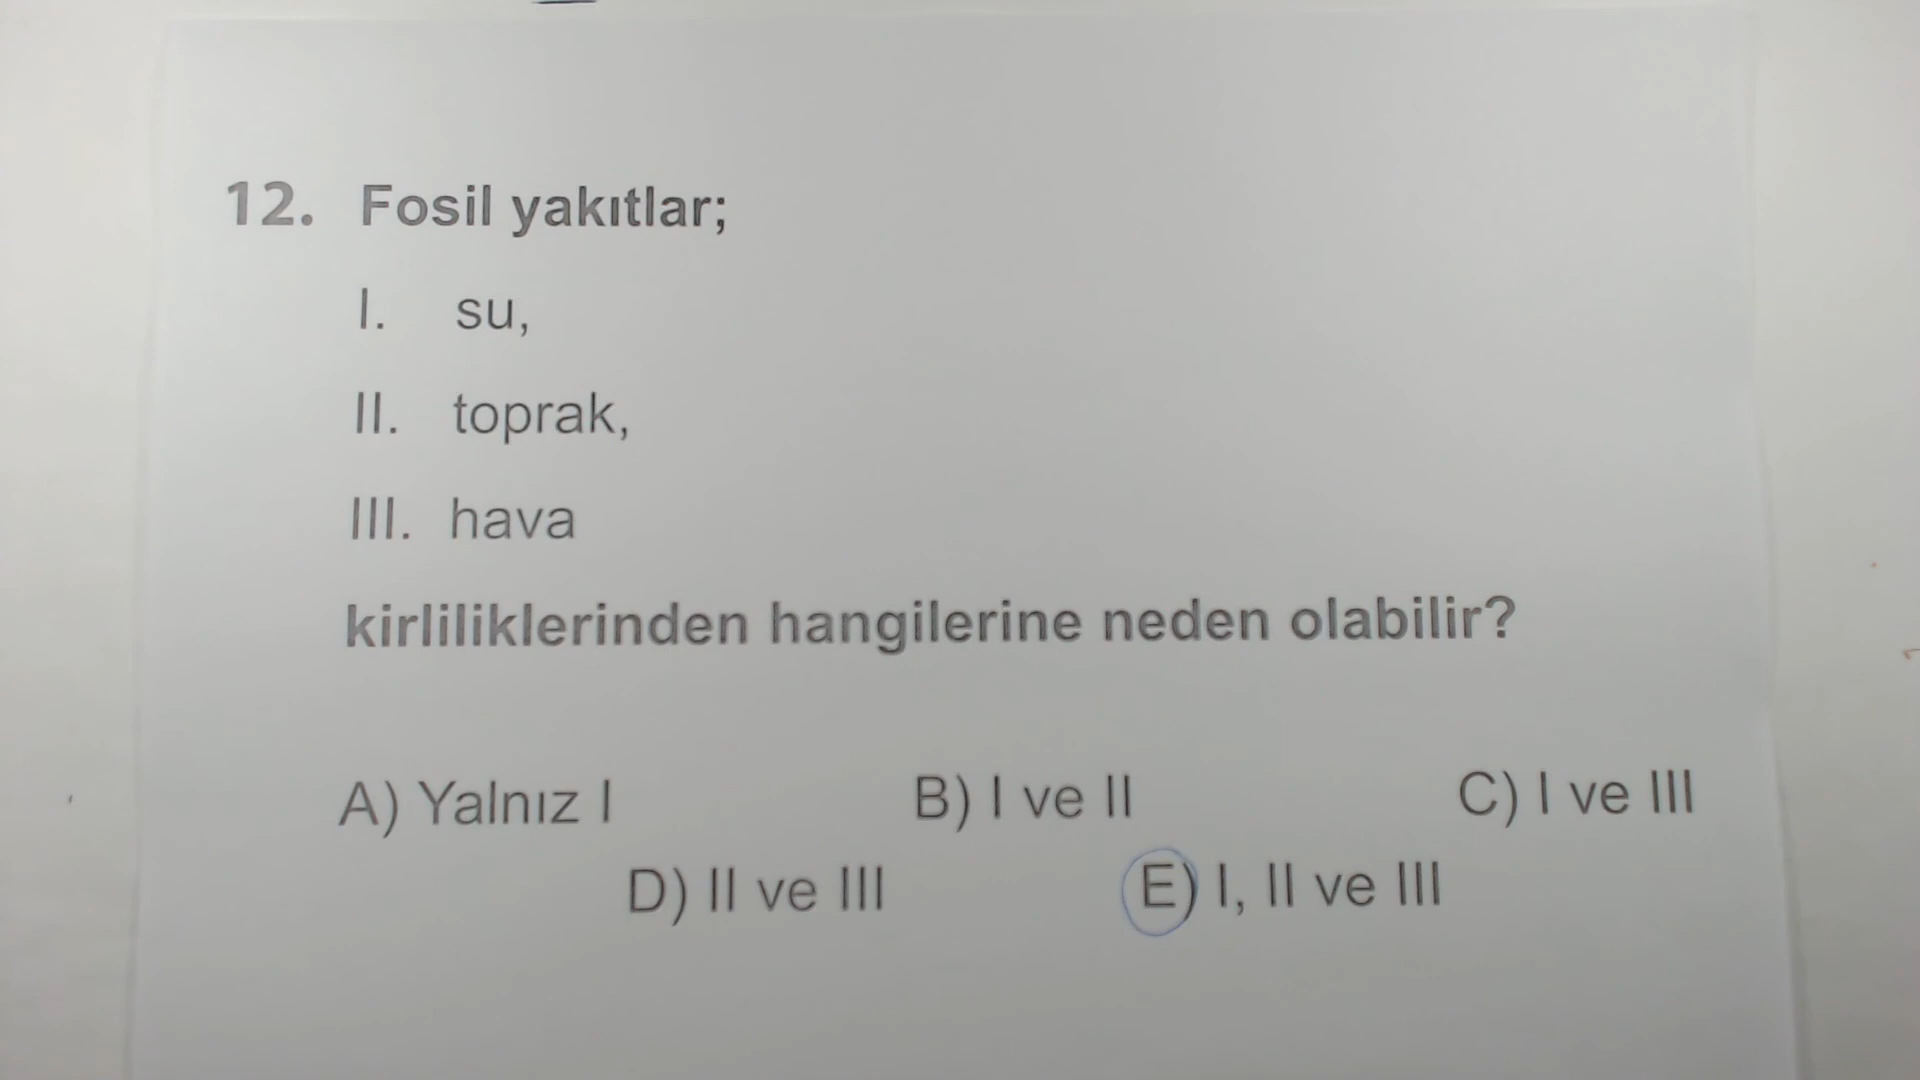 12. Fosil yakıtlar;
I. su,
II. toprak,
III. hava
kirliliklerinden hangilerine neden olabilir?
A) Yalnız I B) I ve II C) I ve III
D) II ve III E) I, II ve III